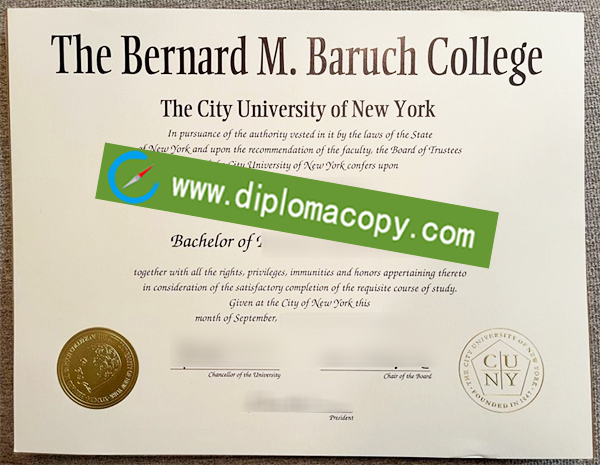 The Bernard M. Baruch College
The City University of New York
In pursuance of the authority vested in it by the laws of the State
of New York and upon the recommendation of the faculty, the Board of Trustees
City University of New York confers upon
www.diplomacopy.com
Bachelor of
together with all the rights, privileges, immunities and honors appertaining thereto
in consideration of the satisfactory completion of the requisite course of study.
Given at the City of New York this
month of September,
Chancellor of the University
Chair of the Board
President
THE CITY UNIVERSITY OF NEW YORK
CU
NY
FOUNDED IN 1847